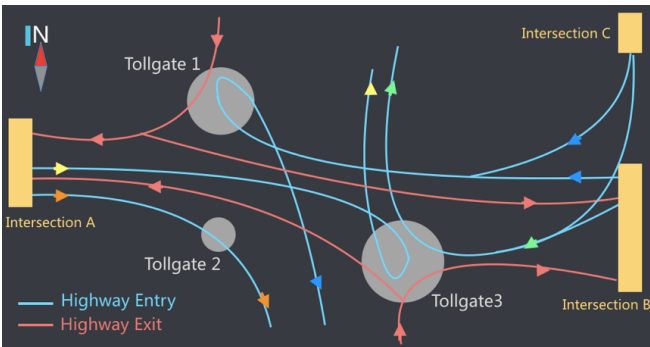 N
Intersection C
Tollgate 1
Intersection A
Tollgate 2
Tollgate3
Intersection B
Highway Entry
Highway Exit